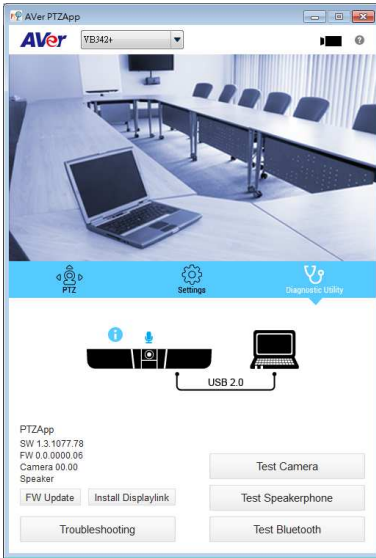 AVer PTZApp
AVer
VB342+
?
PTZ
Settings
Diagnostic Utility
i
USB 2.0
PTZApp
SW 1.3.1077.78
FW 0.0.0000.06
Camera 00.00
Speaker
FW Update
Install Displaylink
Test Camera
Test Speakerphone
Troubleshooting
Test Bluetooth